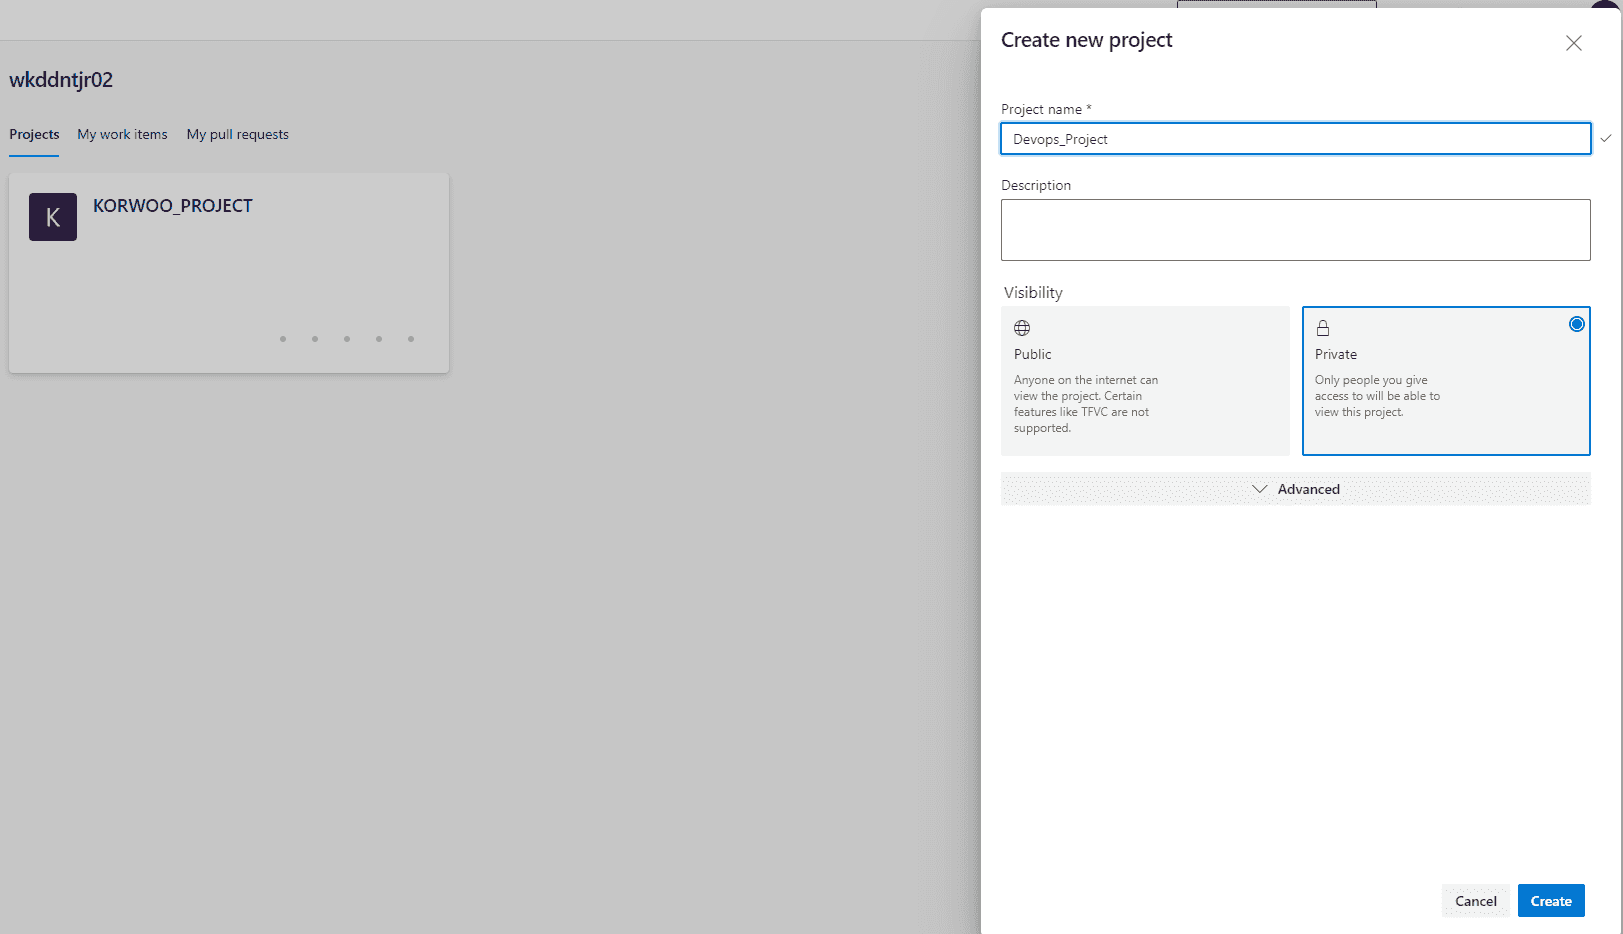 wkddntjr02
Projects My work items My pull requests
K
KORWOO_PROJECT
Create new project
Project name *
Devops_Project
Description
Visibility
Public
Anyone on the internet can
view the project. Certain
features like TFVC are not
supported.
Private
Only people you give
access to will be able to
view this project.
Advanced
Cancel Create